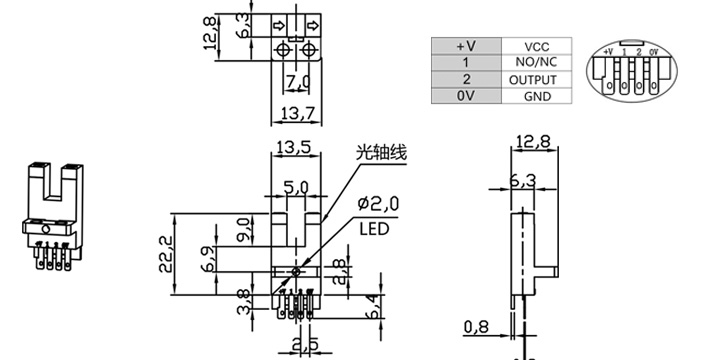 6,3
12,8
7,0
13,7
+V VCC
1 NO/NC
2 OUTPUT
0V GND
+V 1 2 0V
13,5
光轴线
5,0
Ø2,0
LED
9,0
22,2
6,9
2,8
3,8
6,4
2,5
12,8
6,3
0,8